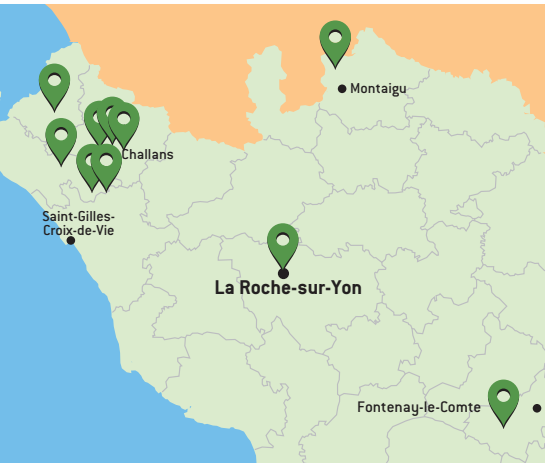 Montaigu
Challans
Saint-Gilles-
Croix-de-Vie
La Roche-sur-Yon
Fontenay-le-Comte